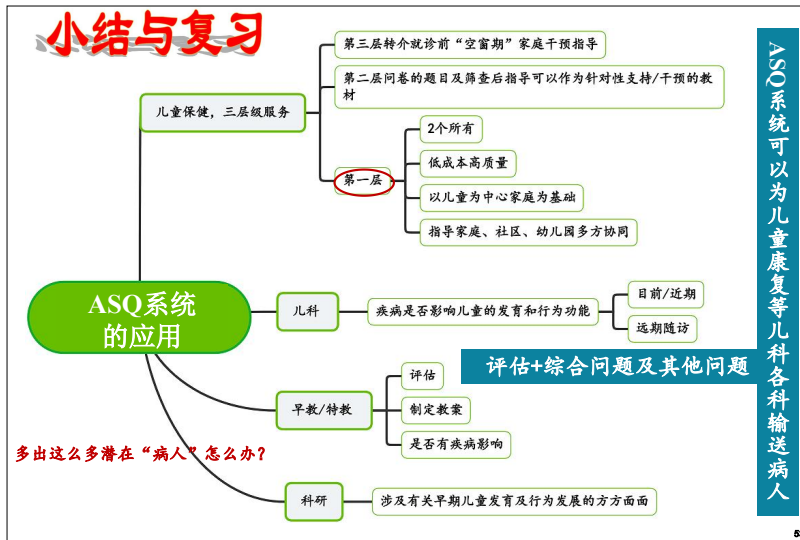 小结与复习
第三层转介就诊前“空窗期”家庭干预指导
第二层问卷的题目及筛查后指导可以作为针对性支持/干预的教
材
儿童保健，三层级服务
2个所有
低成本高质量
第一层
以儿童为中心家庭为基础
指导家庭、社区、幼儿园多方协同
ASQ系统
的应用
儿科
疾病是否影响儿童的发育和行为功能
目前/近期
远期随访
评估+综合问题及其他问题
早教/特教
评估
制定教案
是否有疾病影响
多出这么多潜在“病人”怎么办？
科研
涉及有关早期儿童发育及行为发展的方方面面
ASQ系统可以为儿童康复等儿科各科输送病人